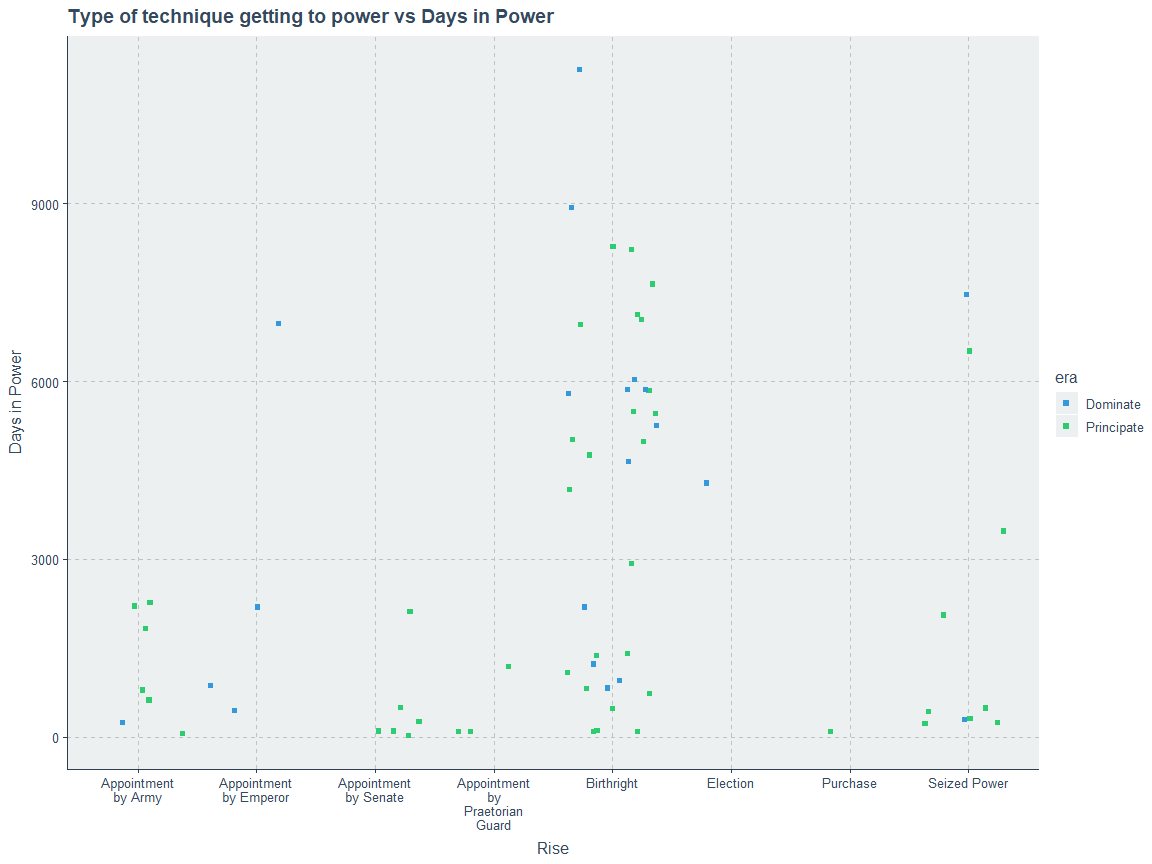 Type of technique getting to power vs Days in Power
Days in Power
9000
6000
3000
0
Appointment
by Army
Appointment
by Emperor
Appointment
by Senate
Appointment
by
Praetorian
Guard
Birthright
Election
Purchase
Seized Power
Rise
era
Dominate
Principate